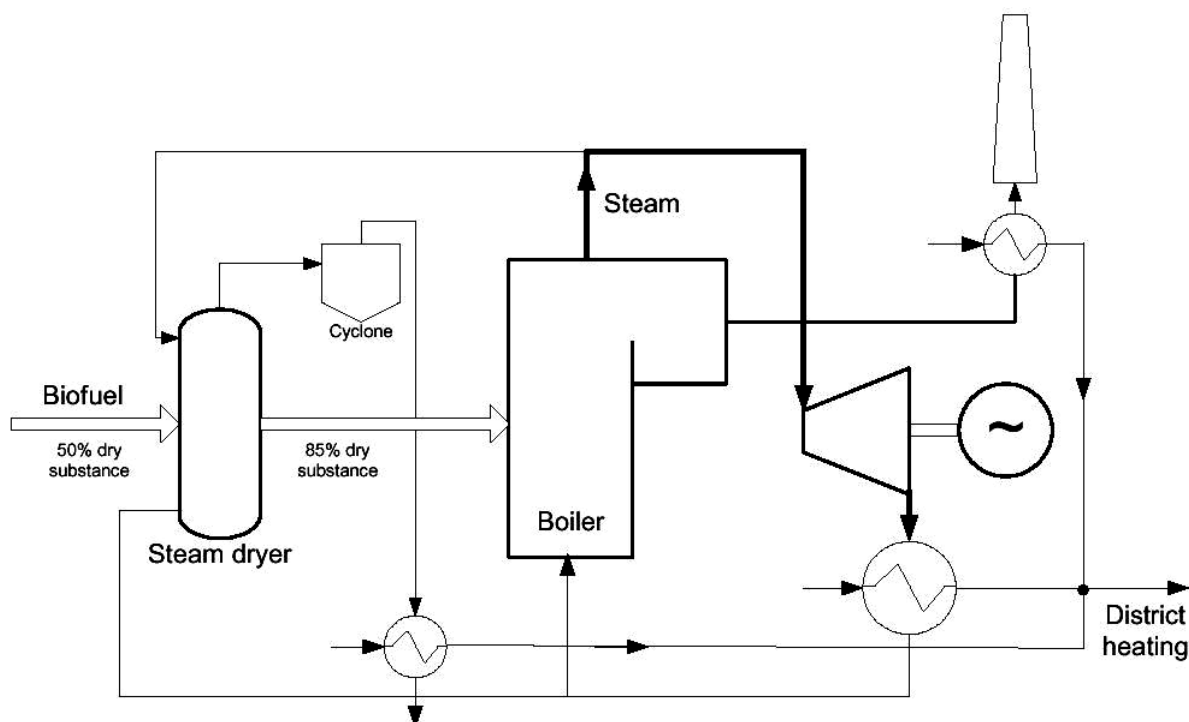 Steam
Cyclone
Biofuel
50% dry
substance
85% dry
substance
~
Boiler
Steam dryer
District
heating